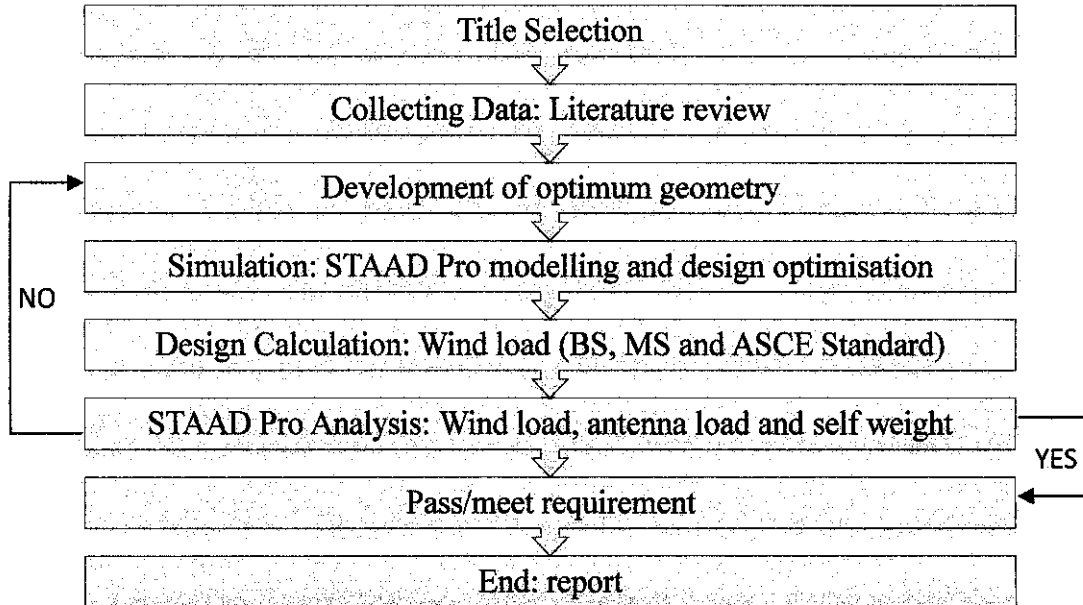 Title Selection
Collecting Data: Literature review
Development of optimum geometry
Simulation: STAAD Pro modelling and design optimisation
NO
Design Calculation: Wind load (BS, MS and ASCE Standard)
STAAD Pro Analysis: Wind load, antenna load and self weight
YES
Pass/meet requirement
End: report